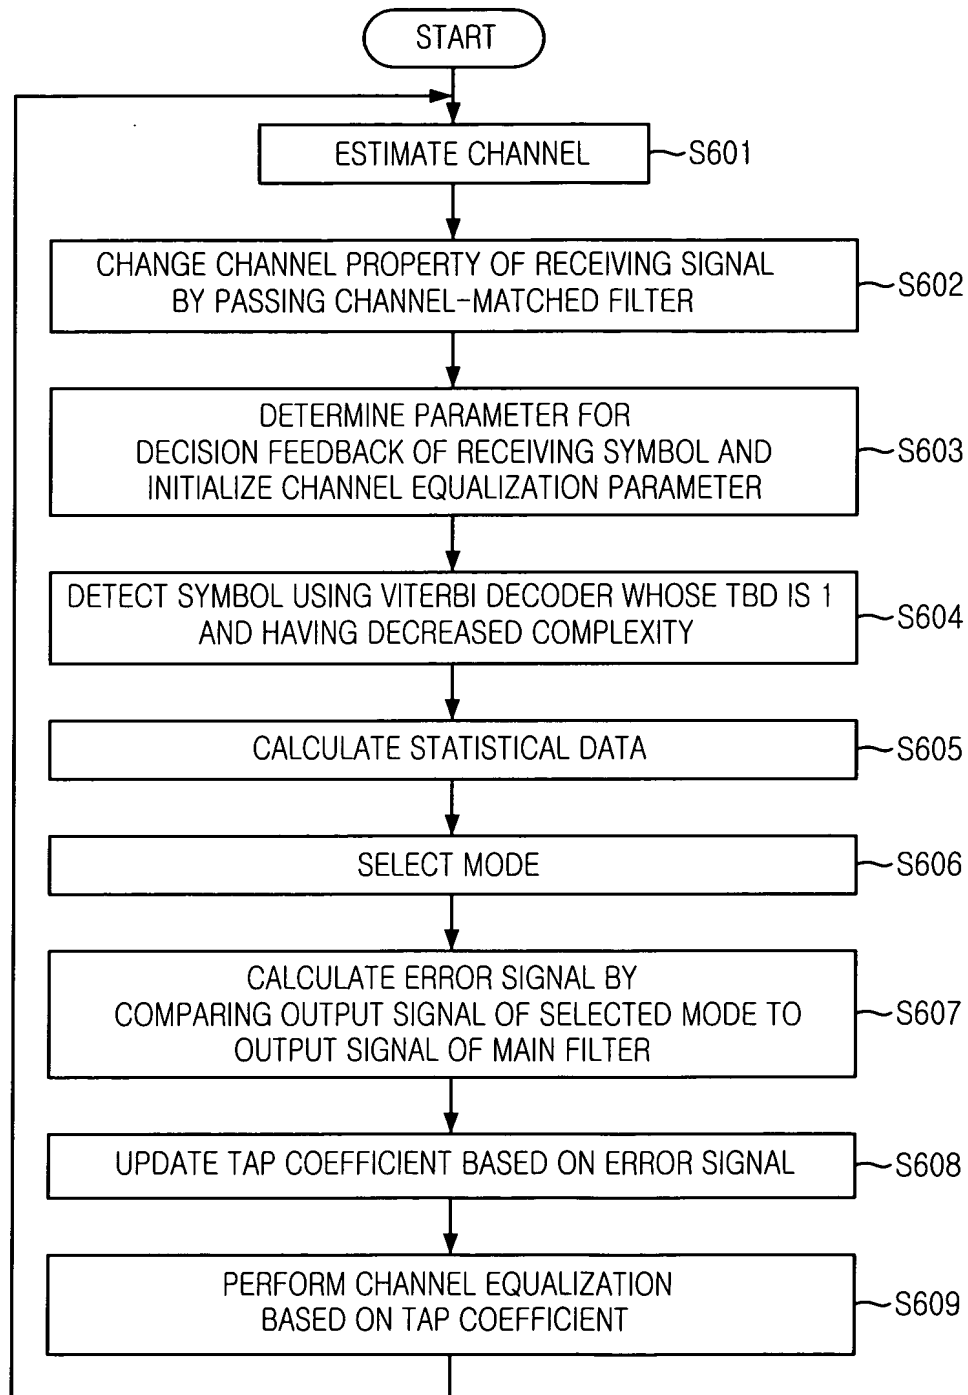 START
ESTIMATE CHANNEL
S601
CHANGE CHANNEL PROPERTY OF RECEIVING SIGNAL
BY PASSING CHANNEL-MATCHED FILTER
S602
DETERMINE PARAMETER FOR
DECISION FEEDBACK OF RECEIVING SYMBOL AND
INITIALIZE CHANNEL EQUALIZATION PARAMETER
S603
DETECT SYMBOL USING VITERBI DECODER WHOSE TBD IS 1
AND HAVING DECREASED COMPLEXITY
S604
CALCULATE STATISTICAL DATA
S605
SELECT MODE
S606
CALCULATE ERROR SIGNAL BY
COMPARING OUTPUT SIGNAL OF SELECTED MODE TO
OUTPUT SIGNAL OF MAIN FILTER
S607
UPDATE TAP COEFFICIENT BASED ON ERROR SIGNAL
S608
PERFORM CHANNEL EQUALIZATION
BASED ON TAP COEFFICIENT
S609